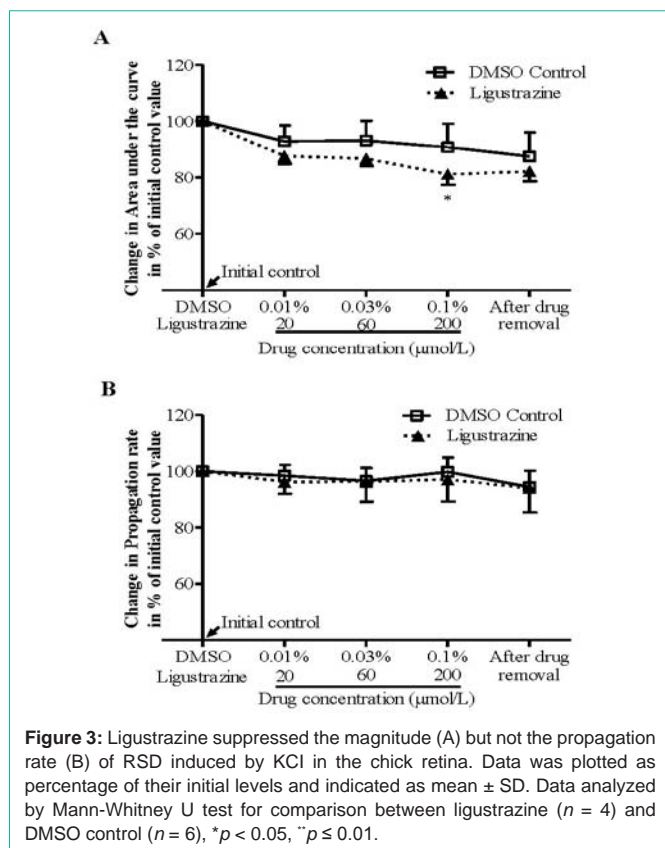 A
120
DMSO Control
Ligustrazine
100
80
60
Change in Area under the curve
in % of initial control value
*
Initial control
DMSO 0.01% 0.03% 0.1% After drug
Ligustrazine 20 60 200 removal
Drug concentration (μmol/L)
B
120
DMSO Control
Ligustrazine
100
80
60
Change in Propagation rate
in % of initial control value
Initial control
DMSO 0.01% 0.03% 0.1% After drug
Ligustrazine 20 60 200 removal
Drug concentration (μmol/L)
Figure 3: Ligustrazine suppressed the magnitude (A) but not the propagation
rate (B) of RSD induced by KCl in the chick retina. Data was plotted as
percentage of their initial levels and indicated as mean ± SD. Data analyzed
by Mann-Whitney U test for comparison between ligustrazine (n = 4) and
DMSO control (n = 6), *p < 0.05, **p ≤ 0.01.